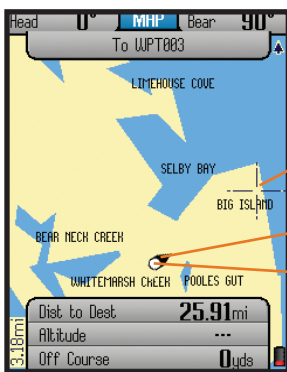 Head 0° MAP Bear 90°
To WPT003
LIMEHOUSE COVE
SELBY BAY
BIG ISLAND
BEAR NECK CREEK
WHITEMARSH CREEK POOLES GUT
Dist to Dest 25.91mi
Altitude ---
Off Course 0yds
3.18mi